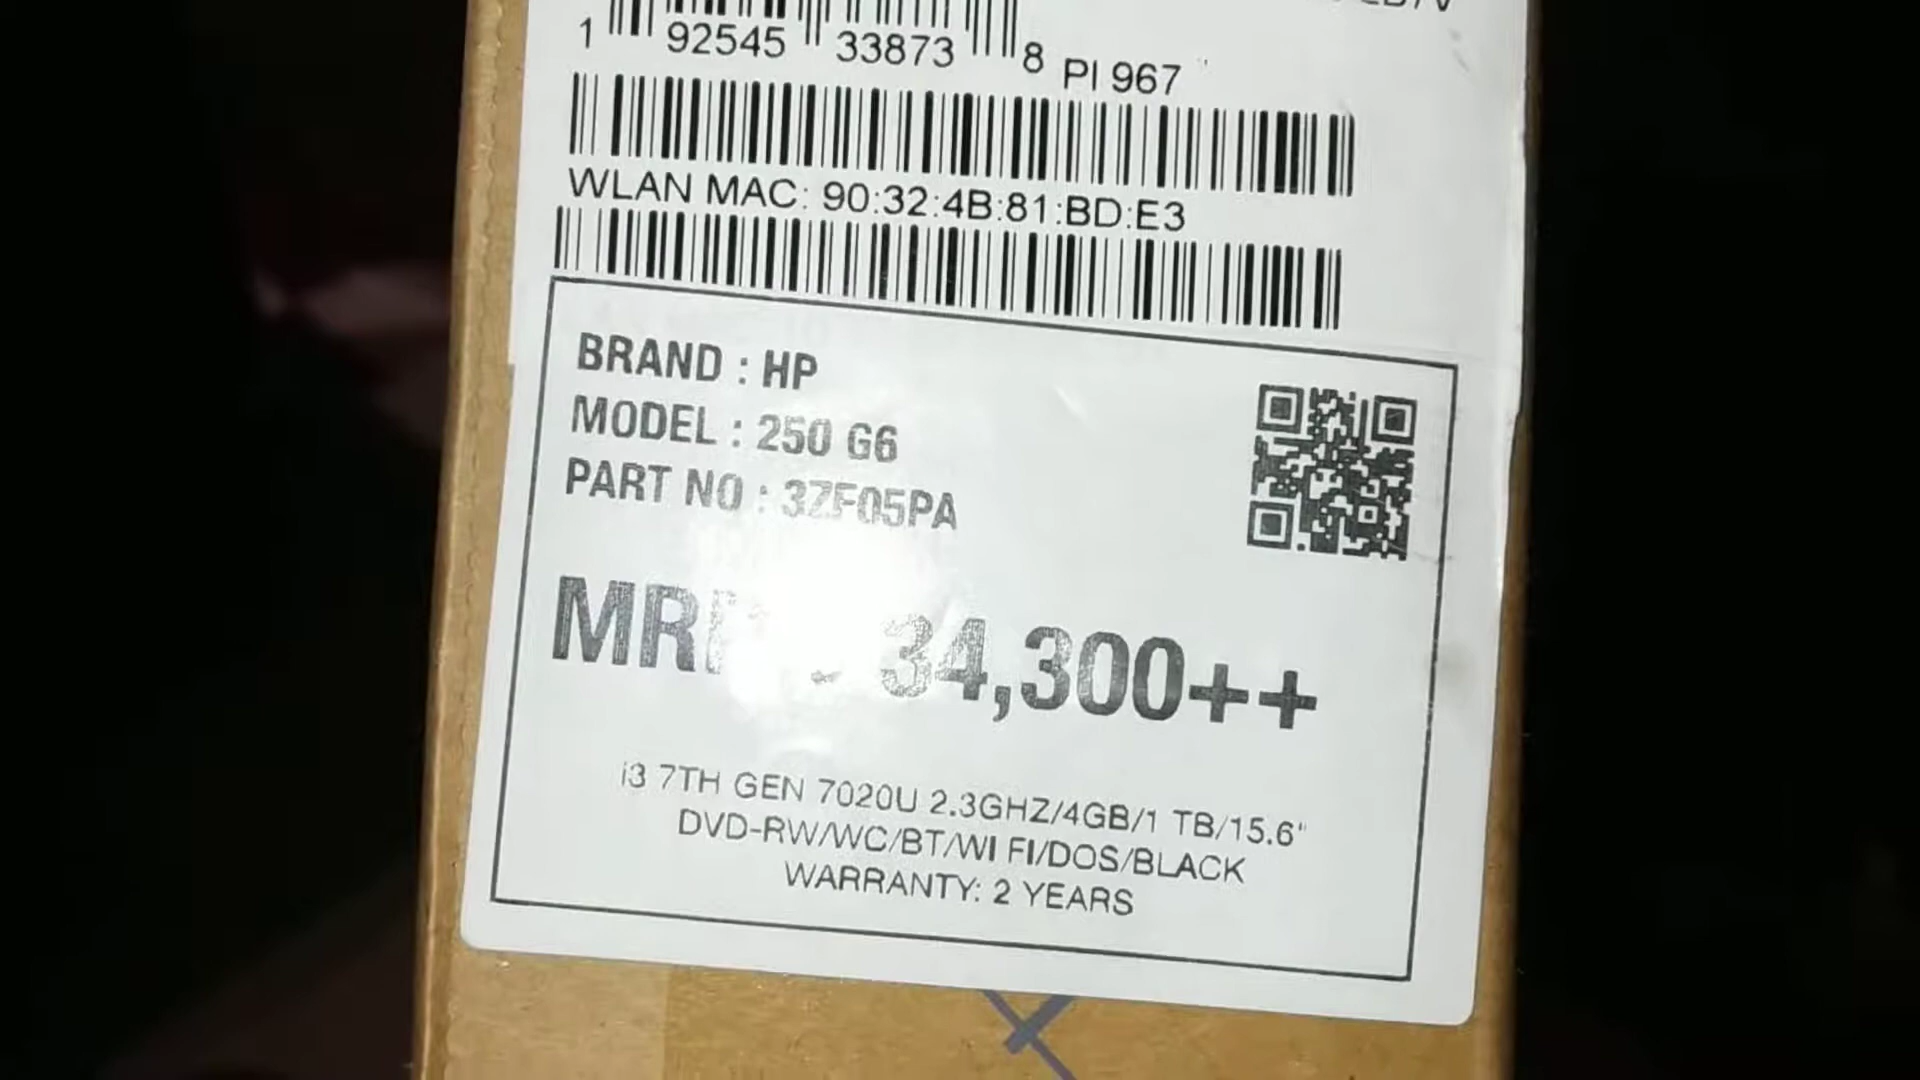 1 92545 33873 8 PI 967
WLAN MAC: 90:32:4B:81:BD:E3
BRAND : HP
MODEL : 250 G6
PART NO : 3ZF05PA
34,300++
i3 7TH GEN 7020U 2.3GHZ/4GB/1 TB/15.6"
DVD-RW/WC/BT/WI FI/DOS/BLACK
WARRANTY: 2 YEARS